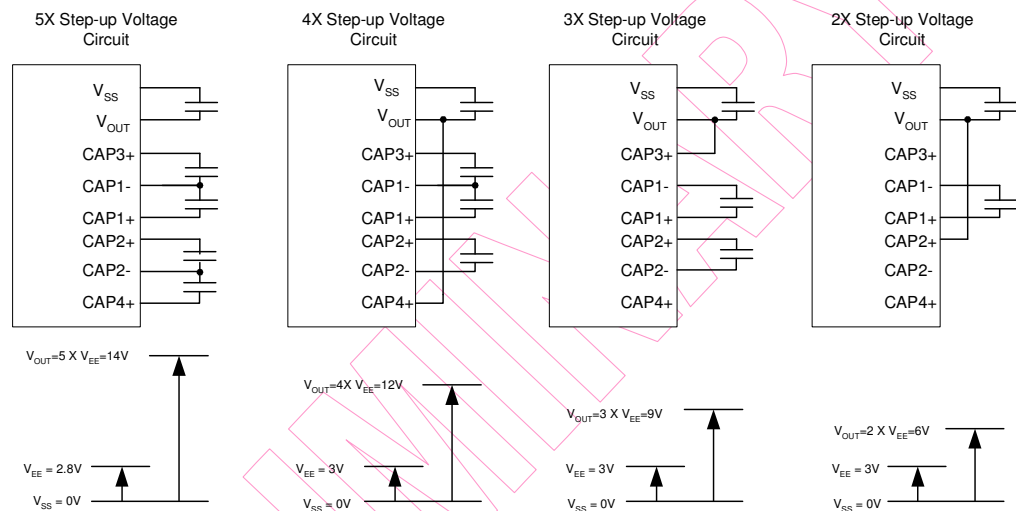 5X Step-up Voltage
Circuit
VSS
VOUT
CAP3+
CAP1-
CAP1+
CAP2+
CAP2-
CAP4+
VOUT=5 X VEE=14V
VEE = 2.8V
VSS = 0V
4X Step-up Voltage
Circuit
VSS
VOUT
CAP3+
CAP1-
CAP1+
CAP2+
CAP2-
CAP4+
VOUT=4X VEE=12V
VEE = 3V
VSS = 0V
3X Step-up Voltage
Circuit
VSS
VOUT
CAP3+
CAP1-
CAP1+
CAP2+
CAP2-
CAP4+
VOUT=3 X VEE=9V
VEE = 3V
VSS = 0V
2X Step-up Voltage
Circuit
VSS
VOUT
CAP3+
CAP1-
CAP1+
CAP2+
CAP2-
CAP4+
VOUT=2 X VEE=6V
VEE = 3V
VSS = 0V